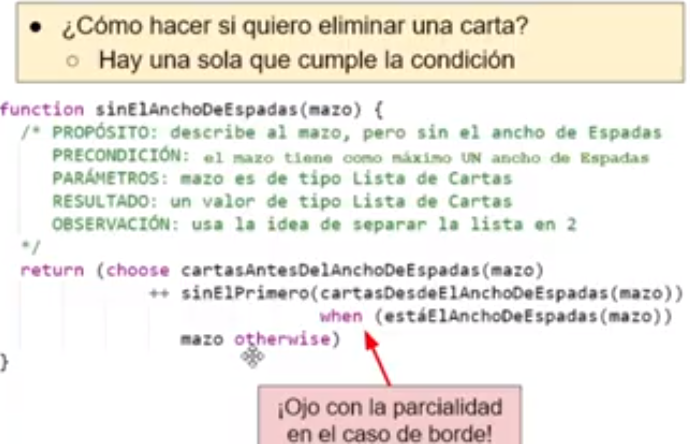 ● ¿Cómo hacer si quiero eliminar una carta?
○ Hay una sola que cumple la condición
function sinElAnchoDeEspadas(mazo) {
/* PROPÓSITO: describe al mazo, pero sin el ancho de Espadas
PRECONDICIÓN: el mazo tiene como máximo UN ancho de Espadas
PARÁMETROS: mazo es de tipo Lista de Cartas
RESULTADO: un valor de tipo Lista de Cartas
OBSERVACIÓN: usa la idea de separar la lista en 2
*/
return (choose cartasAntesDelAnchoDeEspadas(mazo)
++ sinElPrimero(cartasDesdeElAnchoDeEspadas(mazo))
when (estáElAnchoDeEspadas(mazo))
mazo otherwise)
}
¡Ojo con la parcialidad
en el caso de borde!